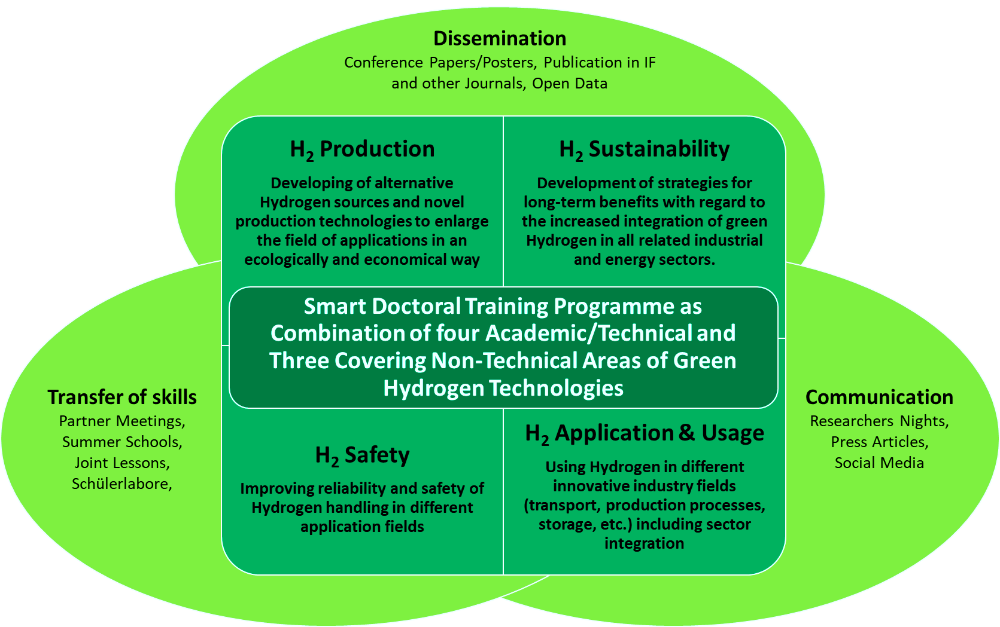 Dissemination
Conference Papers/Posters, Publication in IF
and other Journals, Open Data
H₂ Production
Developing of alternative
Hydrogen sources and novel
production technologies to enlarge
the field of applications in an
ecologically and economical way
H₂ Sustainability
Development of strategies for
long-term benefits with regard to
the increased integration of green
Hydrogen in all related industrial
and energy sectors.
Smart Doctoral Training Programme as
Combination of four Academic/Technical and
Three Covering Non-Technical Areas of Green
Hydrogen Technologies
Transfer of skills
Partner Meetings,
Summer Schools,
Joint Lessons,
Schülerlabore,
H₂ Safety
Improving reliability and safety of
Hydrogen handling in different
application fields
H₂ Application & Usage
Using Hydrogen in different
innovative industry fields
(transport, production processes,
storage, etc.) including sector
integration
Communication
Researchers Nights,
Press Articles,
Social Media